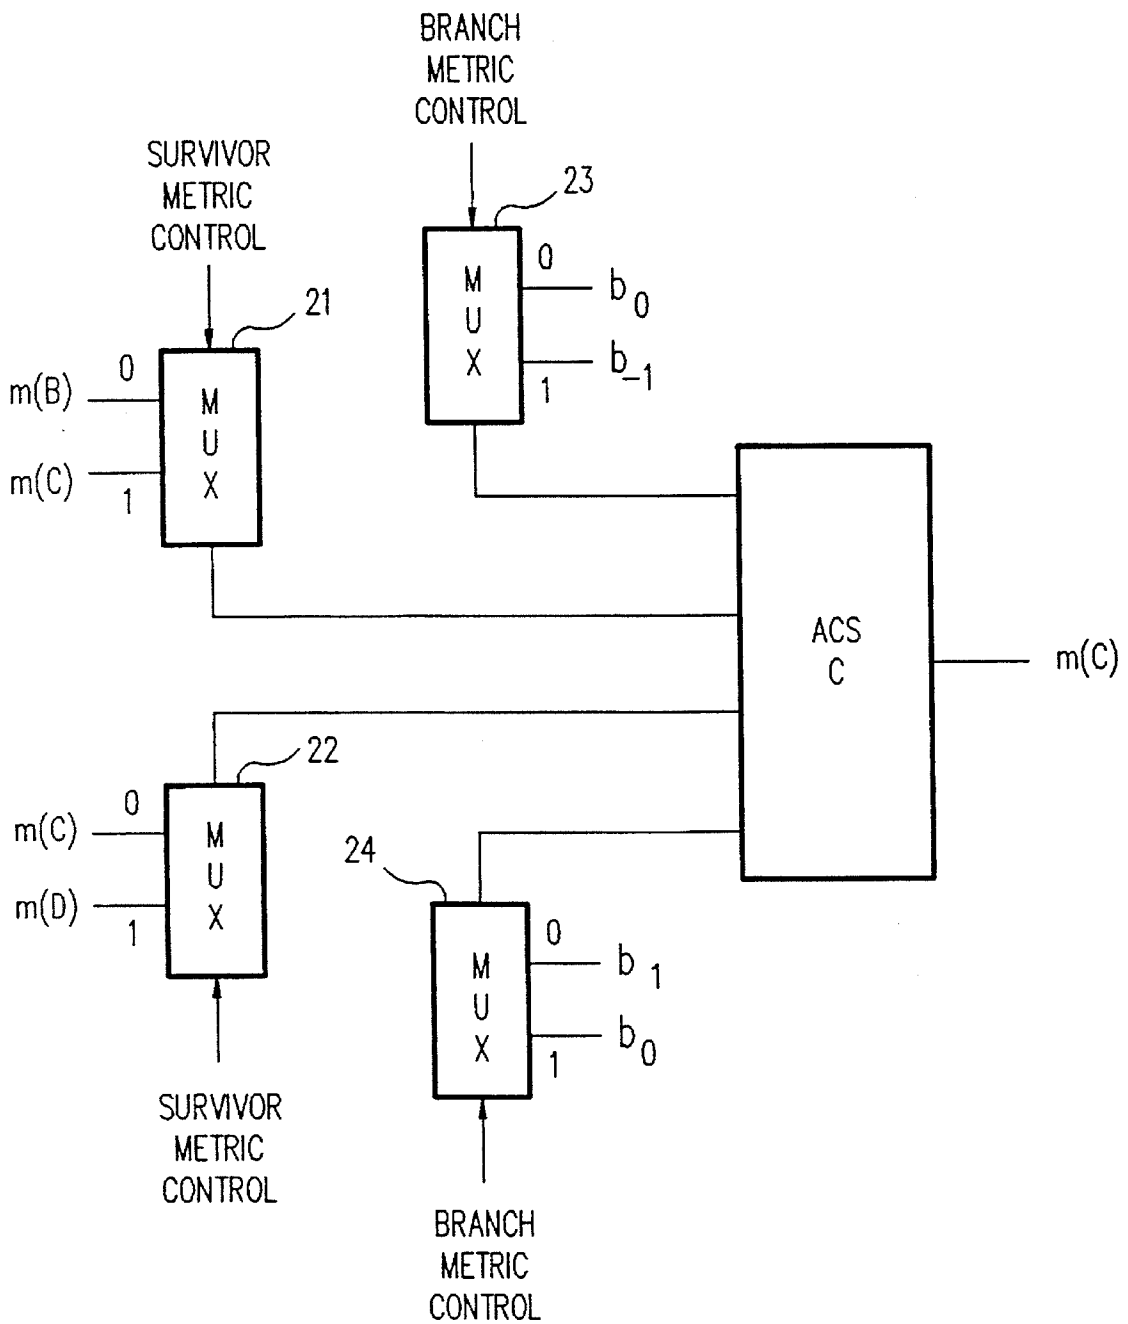 BRANCH
METRIC
CONTROL
SURVIVOR
METRIC
CONTROL
23
M
U
X
0
b0
b-1
1
21
m(B)
0
m(C)
1
M
U
X
ACS
C
m(C)
22
m(C)
0
m(D)
1
M
U
X
24
M
U
X
0
b1
b0
1
SURVIVOR
METRIC
CONTROL
BRANCH
METRIC
CONTROL